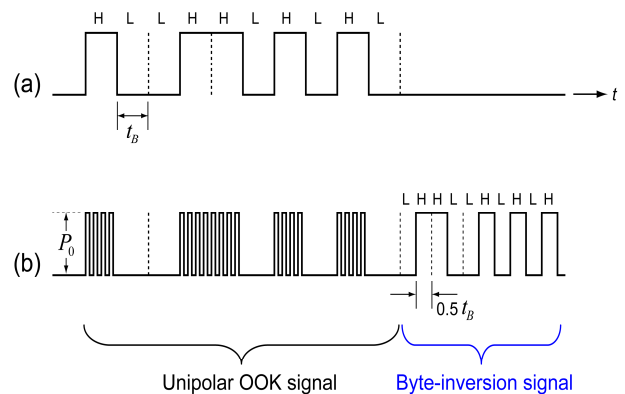 H L L H H L H L H L
(a)
t
t_B
L H H L L H L H L H
P_0
(b)
0.5 t_B
Unipolar OOK signal
Byte-inversion signal